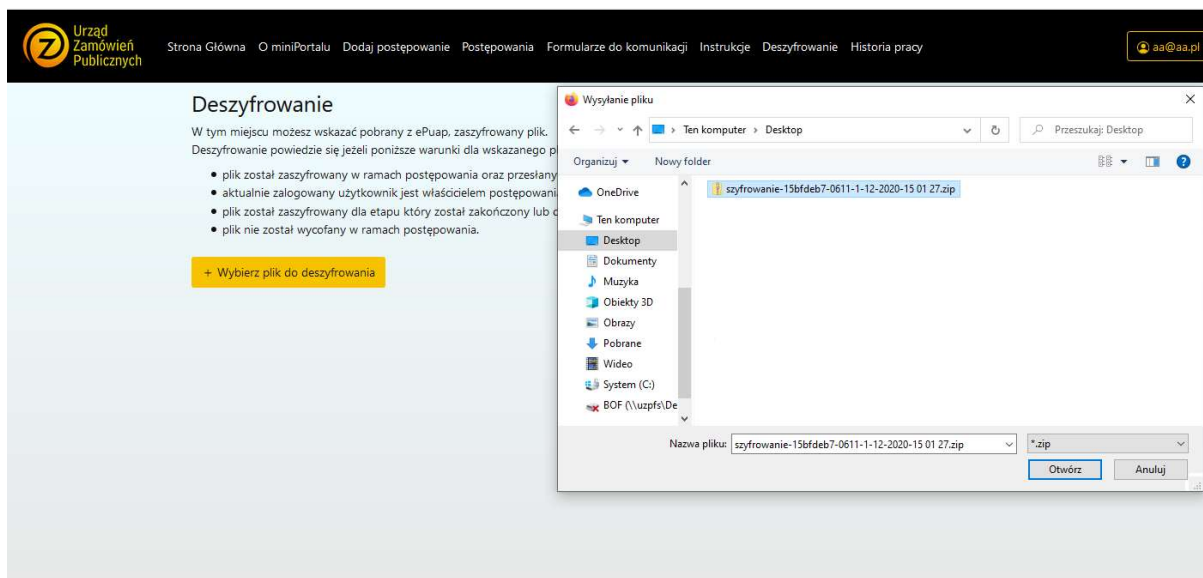 Urząd
Zamówień
Publicznych
Strona Główna O miniPortalu Dodaj postępowanie Postępowania Formularze do komunikacji Instrukcje Deszyfrowanie Historia pracy
aa@aa.pl
Deszyfrowanie
W tym miejscu możesz wskazać pobrany z ePuap, zaszyfrowany plik.
Deszyfrowanie powiedzie się jeżeli poniższe warunki dla wskazanego
plik został zaszyfrowany w ramach postępowania oraz przesłany
aktualnie zalogowany użytkownik jest właścicielem postępowani
plik został zaszyfrowany dla etapu który został zakończony lub
plik nie został wycofany w ramach postępowania.
+ Wybierz plik do deszyfrowania
Wysyłanie pliku
Ten komputer > Desktop
Przeszukaj: Desktop
Organizuj Nowy folder
OneDrive
Ten komputer
Desktop
Dokumenty
Muzyka
Obiekty 3D
Obrazy
Pobrane
Wideo
System (C:)
BOF (\\uzpfs\De
szyfrowanie-15bfdeb7-0611-1-12-2020-15 01 27.zip
Nazwa pliku: szyfrowanie-15bfdeb7-0611-1-12-2020-15 01 27.zip
*.zip
Otwórz Anuluj